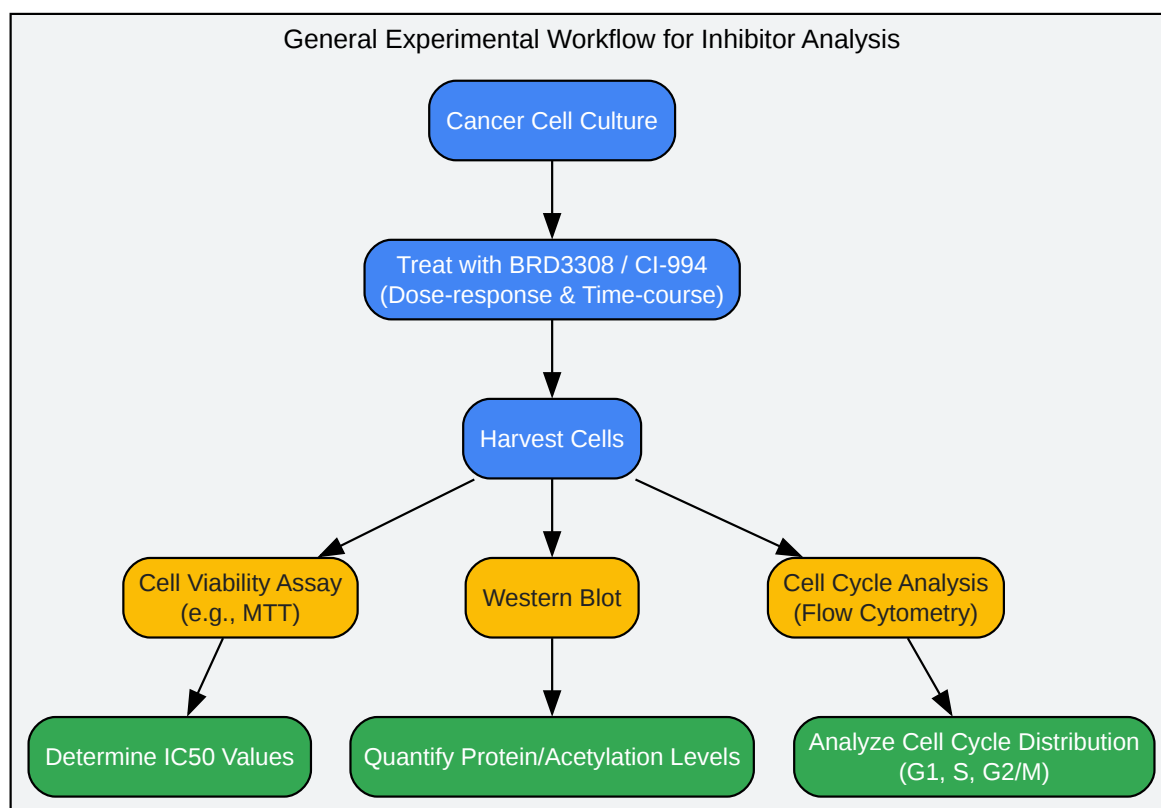 General Experimental Workflow for Inhibitor Analysis
Cancer Cell Culture
Treat with BRD3308 / CI-994
(Dose-response & Time-course)
Harvest Cells
Cell Viability Assay
(e.g., MTT)
Western Blot
Cell Cycle Analysis
(Flow Cytometry)
Determine IC50 Values
Quantify Protein/Acetylation Levels
Analyze Cell Cycle Distribution
(G1, S, G2/M)